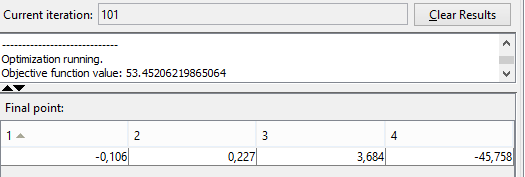 Current iteration: 101 Clear Results
-----------------------------
Optimization running.
Objective function value: 53.45206219865064
Final point:
1 2 3 4
-0,106 0,227 3,684 -45,758